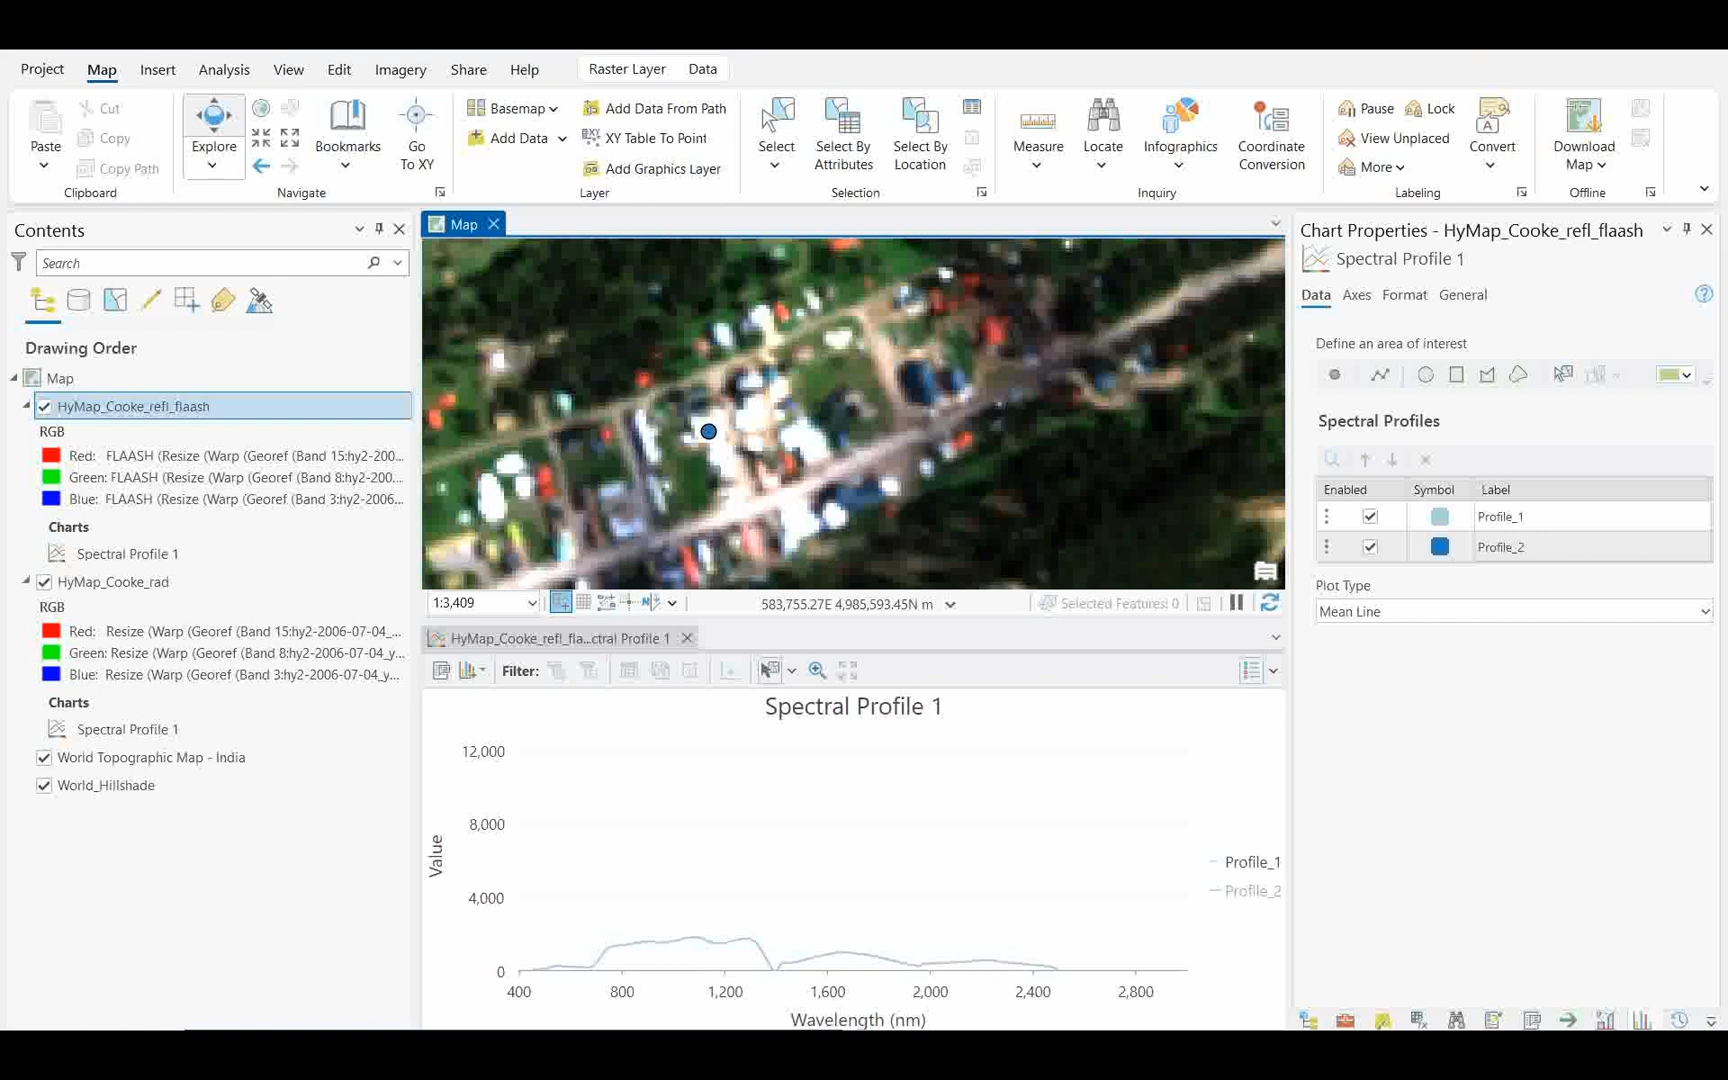 Project Map Insert Analysis View Edit Imagery Share Help Raster Layer Data
Paste
Cut
Copy
Copy Path
Clipboard
Explore
Bookmarks
Go To XY
Navigate
Basemap
Add Data
Add Data From Path
XY Table To Point
Add Graphics Layer
Layer
Select
Select By Attributes
Select By Location
Selection
Measure
Locate
Infographics
Coordinate Conversion
Inquiry
Pause
Lock
View Unplaced
More
Convert
Labeling
Download Map
Offline
Contents
Search
Drawing Order
Map
HyMap_Cooke_refl_flaash
RGB
Red: FLAASH (Resize (Warp (Georef (Band 15:hy2-200...
Green: FLAASH (Resize (Warp (Georef (Band 8:hy2-200...
Blue: FLAASH (Resize (Warp (Georef (Band 3:hy2-2006...
Charts
Spectral Profile 1
HyMap_Cooke_rad
RGB
Red: Resize (Warp (Georef (Band 15:hy2-2006-07-04_...
Green: Resize (Warp (Georef (Band 8:hy2-2006-07-04_...
Blue: Resize (Warp (Georef (Band 3:hy2-2006-07-04_y...
Charts
Spectral Profile 1
World Topographic Map - India
World_Hillshade
Map
1:3,409
583,755.27E 4,985,593.45N m
Selected Features: 0
HyMap_Cooke_refl_fla...ctral Profile 1
Filter:
Spectral Profile 1
12,000
8,000
4,000
0
Value
400 800 1,200 1,600 2,000 2,400 2,800
Wavelength (nm)
Profile_1
Profile_2
Chart Properties - HyMap_Cooke_refl_flaash
Spectral Profile 1
Data Axes Format General
Define an area of interest
Spectral Profiles
Enabled Symbol Label
Profile_1
Profile_2
Plot Type
Mean Line